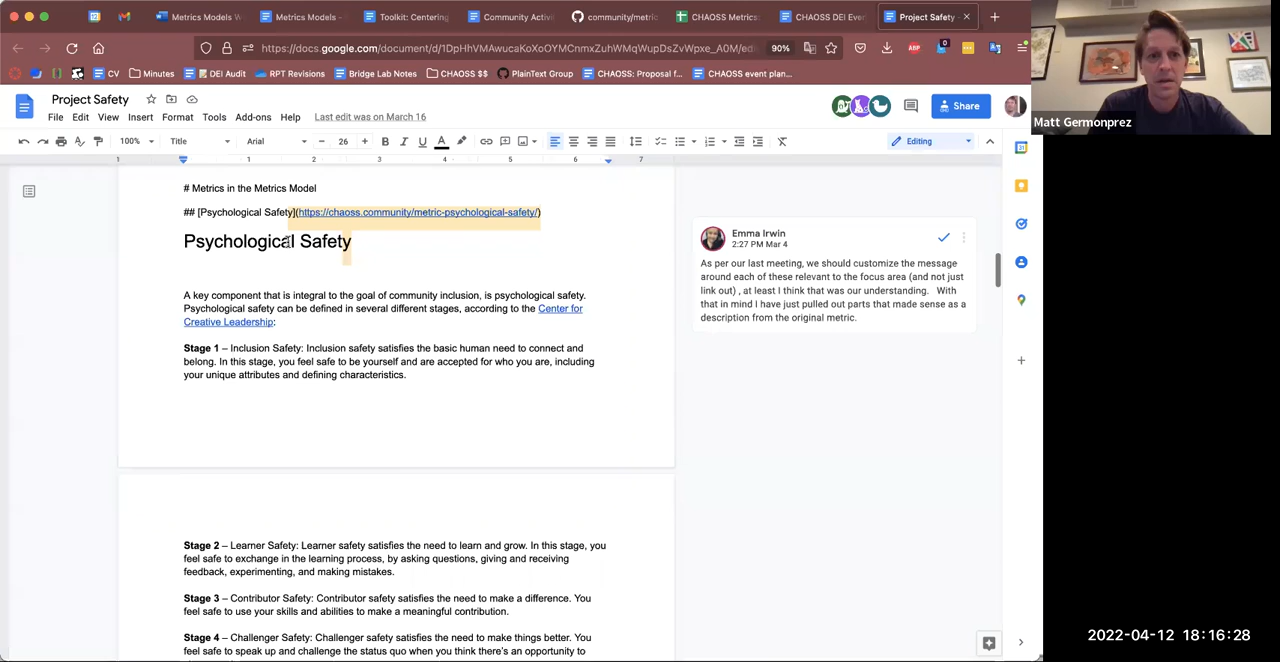 Metrics Models W
Metrics Models –
Toolkit: Centering
Community Activi
community/metric
CHAOSS Metrics
CHAOSS DEI Even
Project Safety
https://docs.google.com/document/d/1DpHhVMAwucaKoXoOYMCnmxZuhWMqWupDsZvWpxe_A0M/edi
90%
ABP
0
CV
Minutes
DEI Audit
RPT Revisions
Bridge Lab Notes
CHAOSS $$
PlainText Group
CHAOSS: Proposal f...
CHAOSS event plan...
Matt Germonprez
Project Safety
File Edit View Insert Format Tools Add-ons Help Last edit was on March 16
Share
100% Title Arial 26 B I U A Editing
1 1 2 3 4 5 6 7
# Metrics in the Metrics Model
## [Psychological Safety](https://chaoss.community/metric-psychological-safety/)
Psychological Safety
A key component that is integral to the goal of community inclusion, is psychological safety.
Psychological safety can be defined in several different stages, according to the Center for
Creative Leadership:
Stage 1 – Inclusion Safety: Inclusion safety satisfies the basic human need to connect and
belong. In this stage, you feel safe to be yourself and are accepted for who you are, including
your unique attributes and defining characteristics.
Stage 2 – Learner Safety: Learner safety satisfies the need to learn and grow. In this stage, you
feel safe to exchange in the learning process, by asking questions, giving and receiving
feedback, experimenting, and making mistakes.
Stage 3 – Contributor Safety: Contributor safety satisfies the need to make a difference. You
feel safe to use your skills and abilities to make a meaningful contribution.
Stage 4 – Challenger Safety: Challenger safety satisfies the need to make things better. You
feel safe to speak up and challenge the status quo when you think there's an opportunity to
Emma Irwin
2:27 PM Mar 4
As per our last meeting, we should customize the message
around each of these relevant to the focus area (and not just
link out) , at least I think that was our understanding. With
that in mind I have just pulled out parts that made sense as a
description from the original metric.
2022-04-12 18:16:28